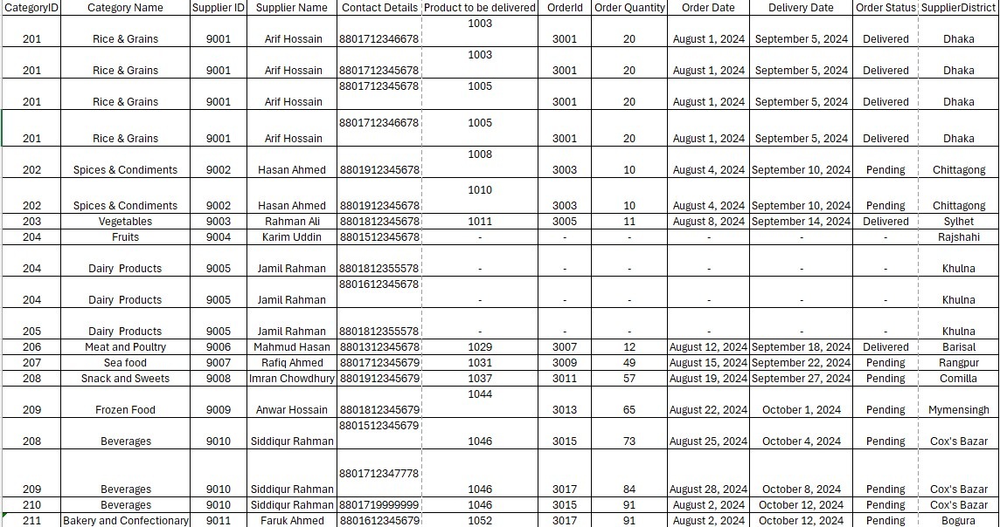 CategoryID Category Name Supplier ID Supplier Name Contact Details Product to be delivered OrderId Order Quantity Order Date Delivery Date Order Status SupplierDistrict
201 Rice & Grains 9001 Arif Hossain 8801712346678 1003 3001 20 August 1, 2024 September 5, 2024 Delivered Dhaka
201 Rice & Grains 9001 Arif Hossain 8801712345678 1003 3001 20 August 1, 2024 September 5, 2024 Delivered Dhaka
201 Rice & Grains 9001 Arif Hossain 8801712345678 1005 3001 20 August 1, 2024 September 5, 2024 Delivered Dhaka
201 Rice & Grains 9001 Arif Hossain 8801712346678 1005 3001 20 August 1, 2024 September 5, 2024 Delivered Dhaka
202 Spices & Condiments 9002 Hasan Ahmed 8801912345678 1008 3003 10 August 4, 2024 September 10, 2024 Pending Chittagong
202 Spices & Condiments 9002 Hasan Ahmed 8801912345678 1010 3003 10 August 4, 2024 September 10, 2024 Pending Chittagong
203 Vegetables 9003 Rahman Ali 8801812345678 1011 3005 11 August 8, 2024 September 14, 2024 Delivered Sylhet
204 Fruits 9004 Karim Uddin 8801512345678 - - - - - - Rajshahi
204 Dairy Products 9005 Jamil Rahman 8801812355578 - - - - - - Khulna
204 Dairy Products 9005 Jamil Rahman 8801612345678 - - - - - - Khulna
205 Dairy Products 9005 Jamil Rahman 8801812355578 - - - - - - Khulna
206 Meat and Poultry 9006 Mahmud Hasan 8801312345678 1029 3007 12 August 12, 2024 September 18, 2024 Delivered Barisal
207 Sea food 9007 Rafiq Ahmed 8801712345679 1031 3009 49 August 15, 2024 September 22, 2024 Pending Rangpur
208 Snack and Sweets 9008 Imran Chowdhury 8801912345679 1037 3011 57 August 19, 2024 September 27, 2024 Pending Comilla
209 Frozen Food 9009 Anwar Hossain 8801812345679 1044 3013 65 August 22, 2024 October 1, 2024 Pending Mymensingh
208 Beverages 9010 Siddiqur Rahman 8801512345679 1046 3015 73 August 25, 2024 October 4, 2024 Pending Cox's Bazar
209 Beverages 9010 Siddiqur Rahman 8801712347778 1046 3017 84 August 28, 2024 October 8, 2024 Pending Cox's Bazar
210 Beverages 9010 Siddiqur Rahman 8801719999999 1046 3015 91 August 2, 2024 October 12, 2024 Pending Cox's Bazar
211 Bakery and Confectionary 9011 Faruk Ahmed 8801612345679 1052 3017 91 August 2, 2024 October 12, 2024 Pending Bogura